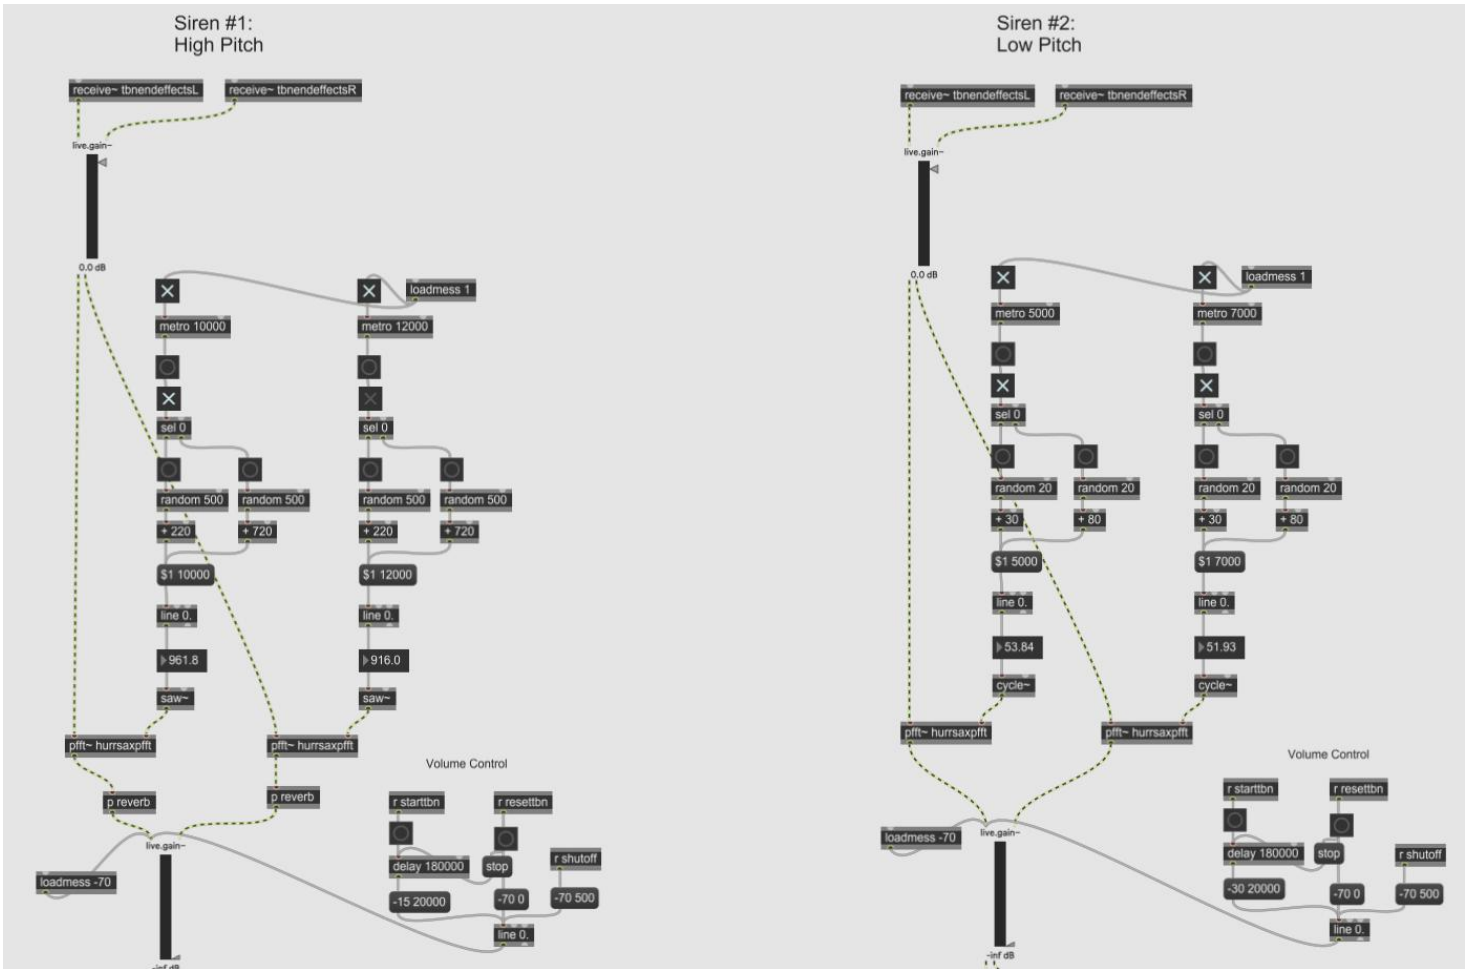 Siren #1:
High Pitch
receive~ tbnendeffectsL
receive~ tbnendeffectsR
live.gain~
0.0 dB
loadmess 1
metro 10000
metro 12000
sel 0
sel 0
random 500
random 500
random 500
random 500
+ 220
+ 720
+ 220
+ 720
$1 10000
$1 12000
line 0.
line 0.
961.8
916.0
saw~
saw~
pfft~ hurrsaxpfft
pfft~ hurrsaxpfft
p reverb
p reverb
live.gain~
loadmess -70
-inf dB
Volume Control
r starttbn
r resettbn
delay 180000
stop
r shutoff
-15 20000
-70 0
-70 500
line 0.
Siren #2:
Low Pitch
receive~ tbnendeffectsL
receive~ tbnendeffectsR
live.gain~
0.0 dB
loadmess 1
metro 5000
metro 7000
sel 0
sel 0
random 20
random 20
random 20
random 20
+ 30
+ 80
+ 30
+ 80
$1 5000
$1 7000
line 0.
line 0.
53.84
51.93
cycle~
cycle~
pfft~ hurrsaxpfft
pfft~ hurrsaxpfft
loadmess -70
live.gain~
-inf dB
Volume Control
r starttbn
r resettbn
delay 180000
stop
r shutoff
-30 20000
-70 0
-70 500
line 0.